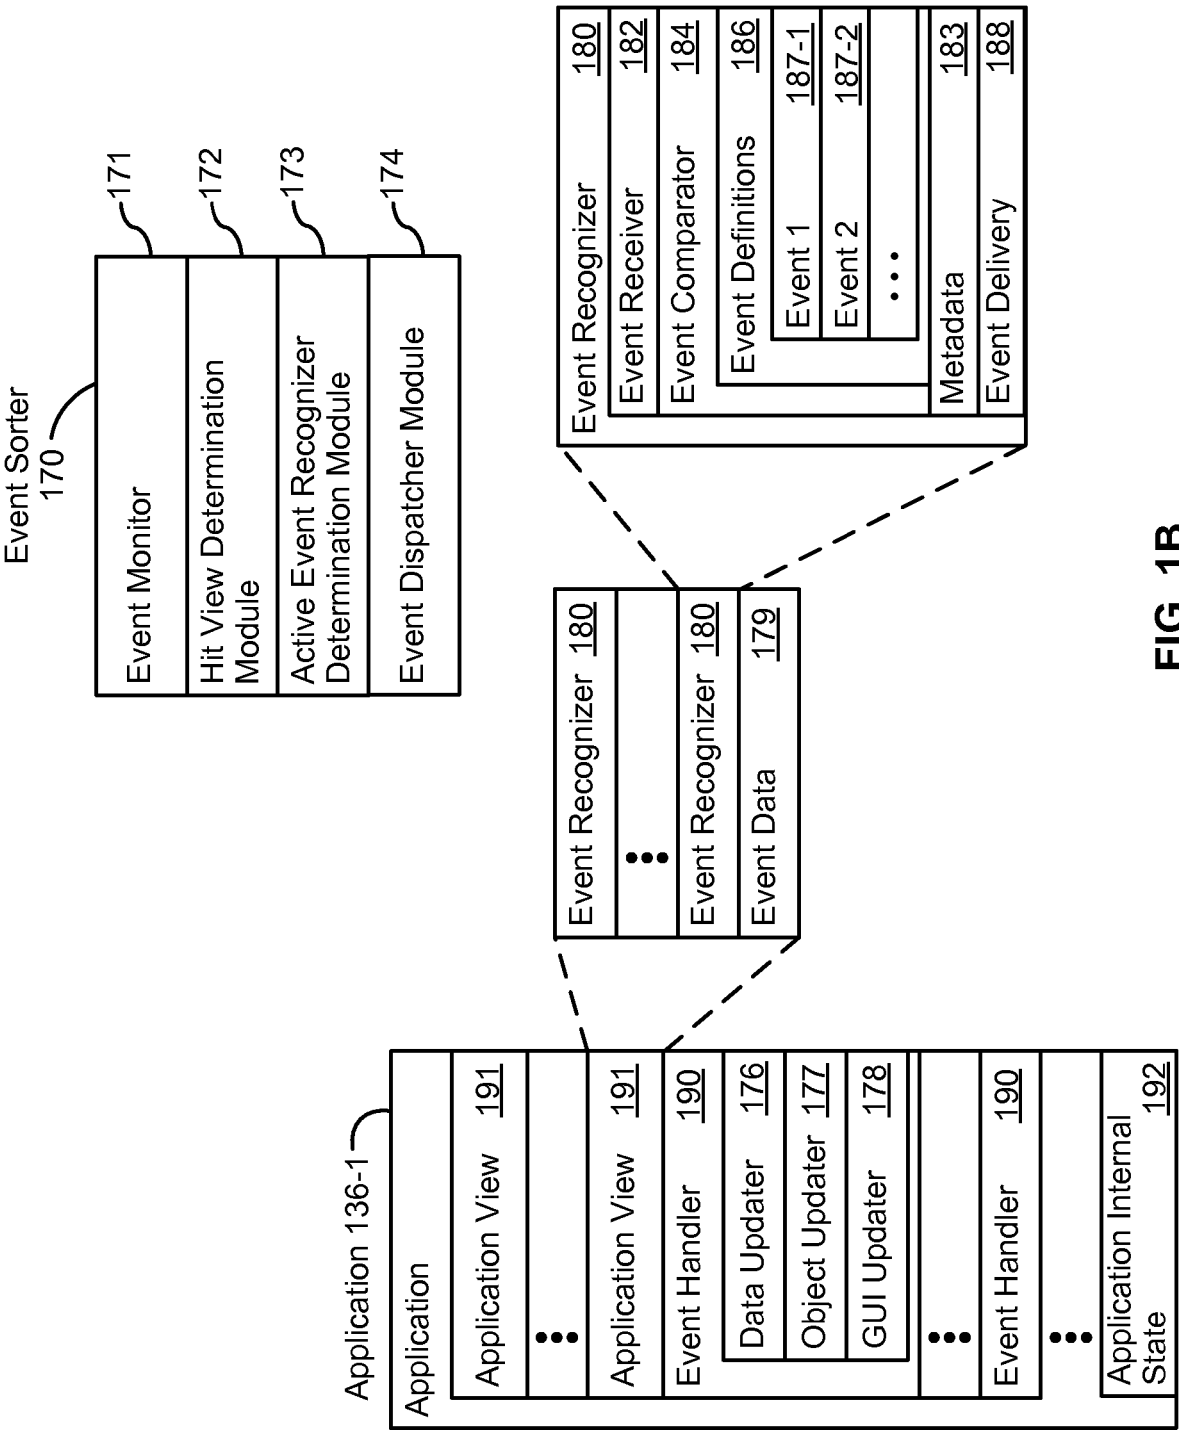 Event Sorter
170
Event Monitor
171
Hit View Determination
Module
172
Active Event Recognizer
Determination Module
173
Event Dispatcher Module
174
Application 136-1
Application
Application View 191
•••
Application View 191
Event Handler 190
Data Updater 176
Object Updater 177
GUI Updater 178
•••
Event Handler 190
•••
Application Internal
State 192
Event Recognizer 180
•••
Event Recognizer 180
Event Data 179
Event Recognizer 180
Event Receiver 182
Event Comparator 184
Event Definitions 186
Event 1 187-1
Event 2 187-2
•••
Metadata 183
Event Delivery 188
FIG. 1B